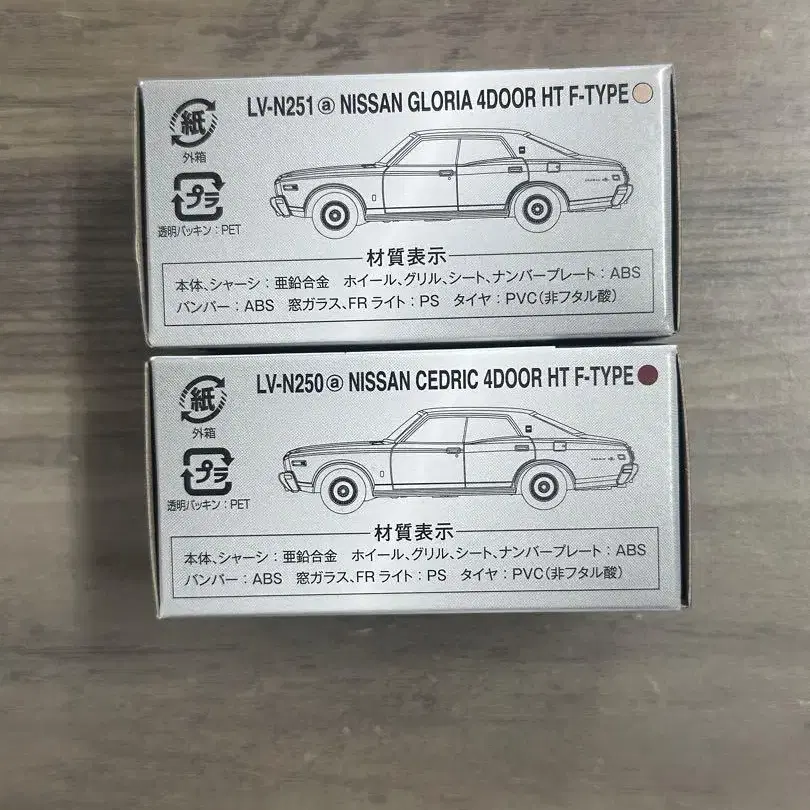 LV-N251ⓐ NISSAN GLORIA 4DOOR HT F-TYPE
紙
外箱
プラ
透明パッキン：PET
材質表示
本体、シャーシ：亜鉛合金　ホイール、グリル、シート、ナンバープレート：ABS
バンパー：ABS　窓ガラス、FRライト：PS　タイヤ：PVC（非フタル酸）
LV-N250ⓐ NISSAN CEDRIC 4DOOR HT F-TYPE
紙
外箱
プラ
透明パッキン：PET
材質表示
本体、シャーシ：亜鉛合金　ホイール、グリル、シート、ナンバープレート：ABS
バンパー：ABS　窓ガラス、FRライト：PS　タイヤ：PVC（非フタル酸）